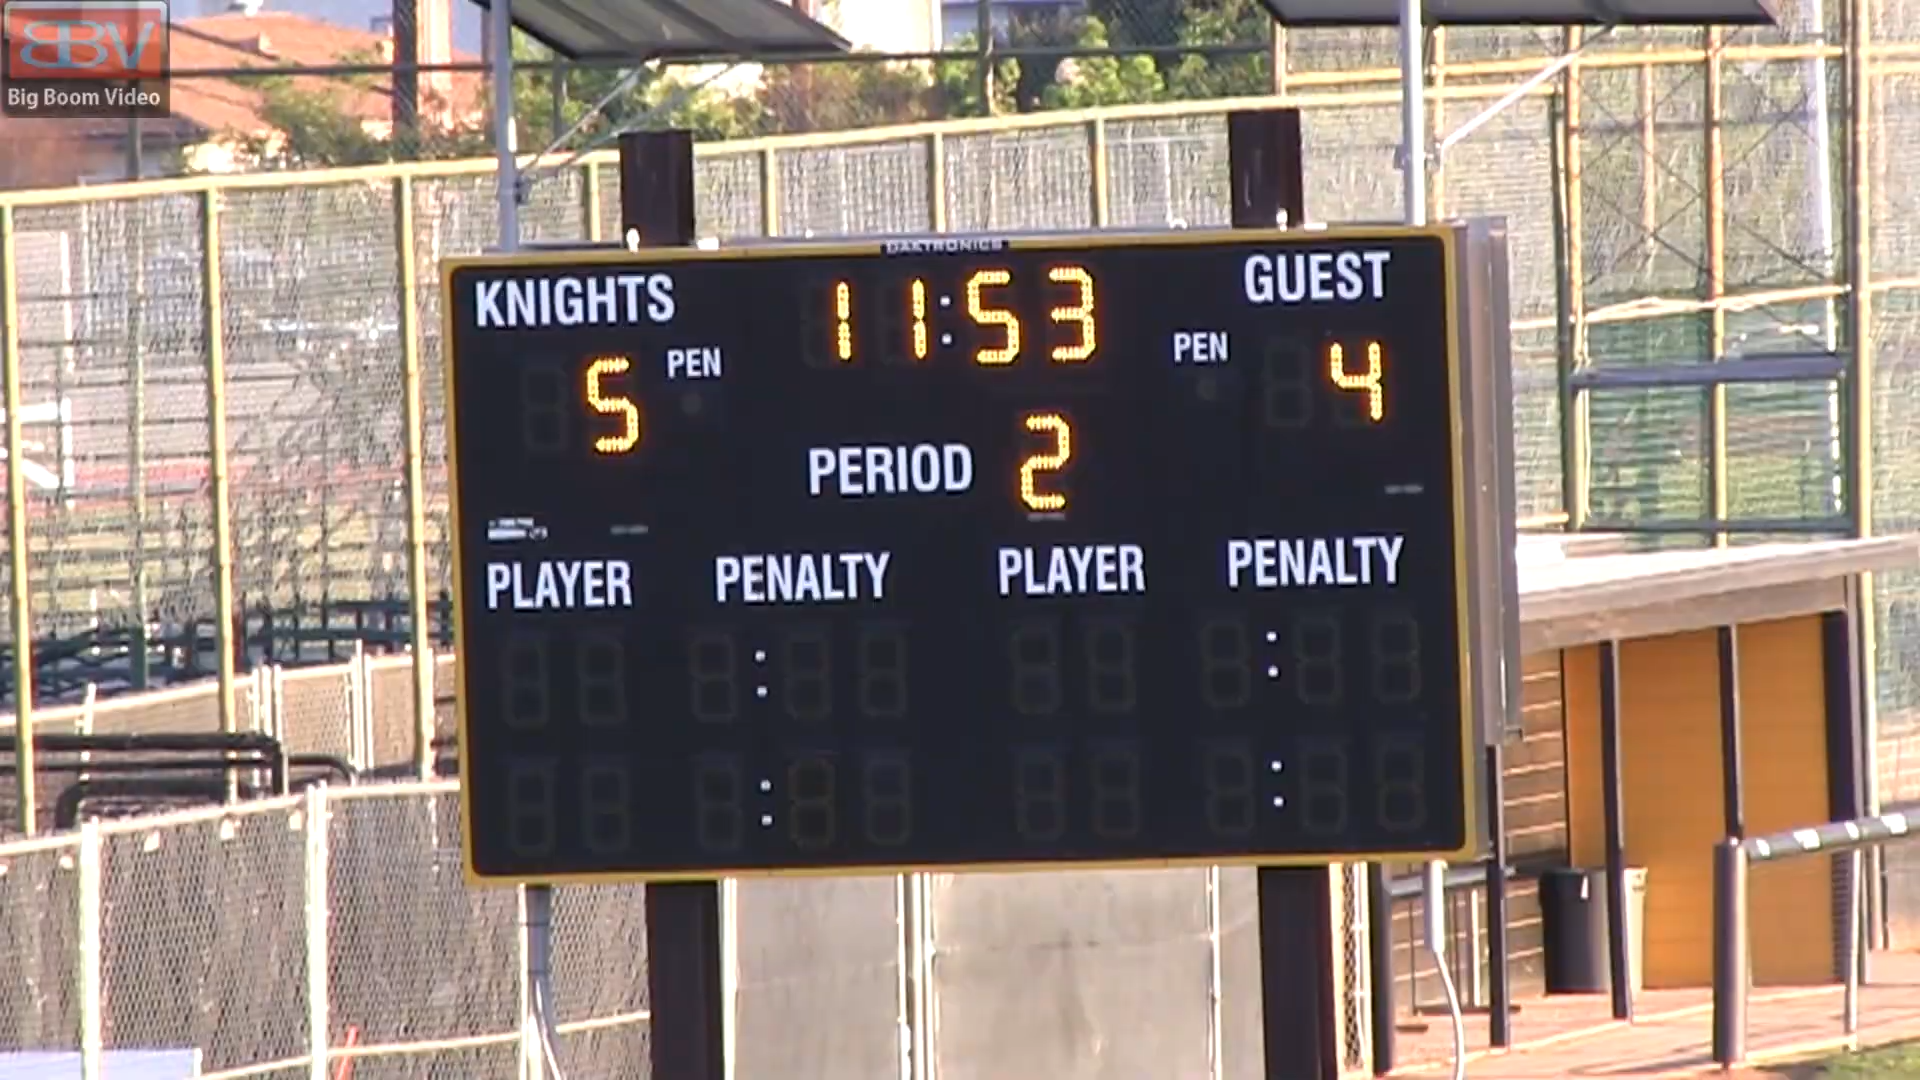 BBV
Big Boom Video
DAKTRONICS
KNIGHTS 11:53 GUEST
5 PEN PEN 4
PERIOD 2
PLAYER PENALTY PLAYER PENALTY